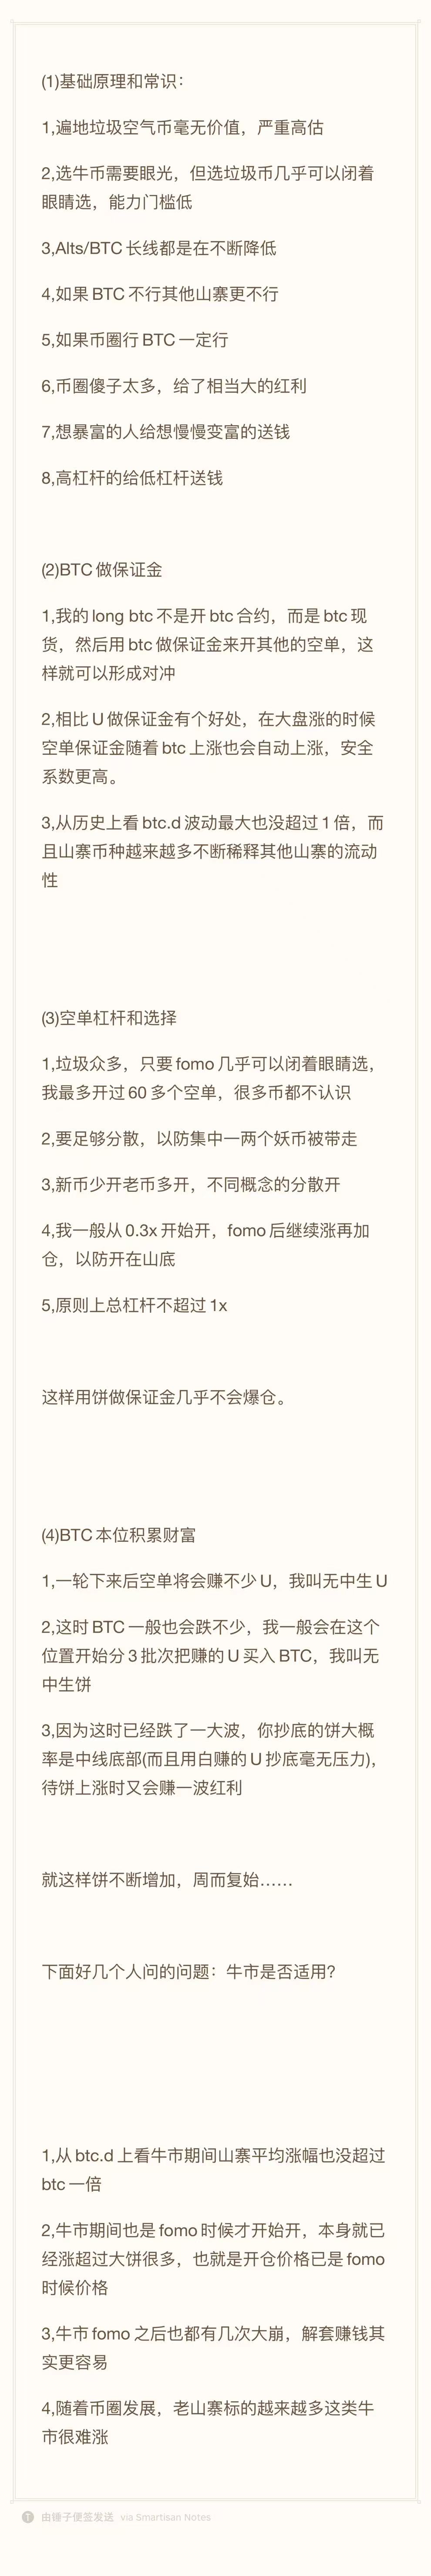 (1)基础原理和常识：
1,遍地垃圾空气币毫无价值，严重高估
2,选牛币需要眼光，但选垃圾币几乎可以闭着
眼睛选，能力门槛低
3,Alts/BTC 长线都是在不断降低
4,如果 BTC 不行其他山寨更不行
5,如果币圈行 BTC 一定行
6,币圈傻子太多，给了相当大的红利
7,想暴富的人给想慢慢变富的送钱
8,高杠杆的给低杠杆送钱
(2)BTC 做保证金
1,我的 long btc 不是开 btc 合约，而是 btc 现
货，然后用 btc 做保证金来开其他的空单，这
样就可以形成对冲
2,相比 U 做保证金有个好处，在大盘涨的时候
空单保证金随着 btc 上涨也会自动上涨，安全
系数更高。
3,从历史上看 btc.d 波动最大也没超过 1 倍，而
且山寨币种越来越多不断稀释其他山寨的流动
性
(3)空单杠杆和选择
1,垃圾众多，只要 fomo 几乎可以闭着眼睛选，
我最多开过 60 多个空单，很多币都不认识
2,要足够分散，以防集中一两个妖币被带走
3,新币少开老币多开，不同概念的分散开
4,我一般从 0.3x 开始开，fomo 后继续涨再加
仓，以防开在山底
5,原则上总杠杆不超过 1x
这样用饼做保证金几乎不会爆仓。
(4)BTC 本位积累财富
1,一轮下来后空单将会赚不少 U，我叫无中生 U
2,这时 BTC 一般也会跌不少，我一般会在这个
位置开始分 3 批次把赚的 U 买入 BTC，我叫无
中生饼
3,因为这时已经跌了一大波，你抄底的饼大概
率是中线底部(而且用白赚的 U 抄底毫无压力)，
待饼上涨时又会赚一波红利
就这样饼不断增加，周而复始……
下面好几个人问的问题：牛市是否适用?
1,从 btc.d 上看牛市期间山寨平均涨幅也没超过
btc 一倍
2,牛市期间也是 fomo 时候才开始开，本身就已
经涨超过大饼很多，也就是开仓价格已是 fomo
时候价格
3,牛市 fomo 之后也都有几次大崩，解套赚钱其
实更容易
4,随着币圈发展，老山寨标的越来越多这类牛
市很难涨
由锤子便签发送 via Smartisan Notes